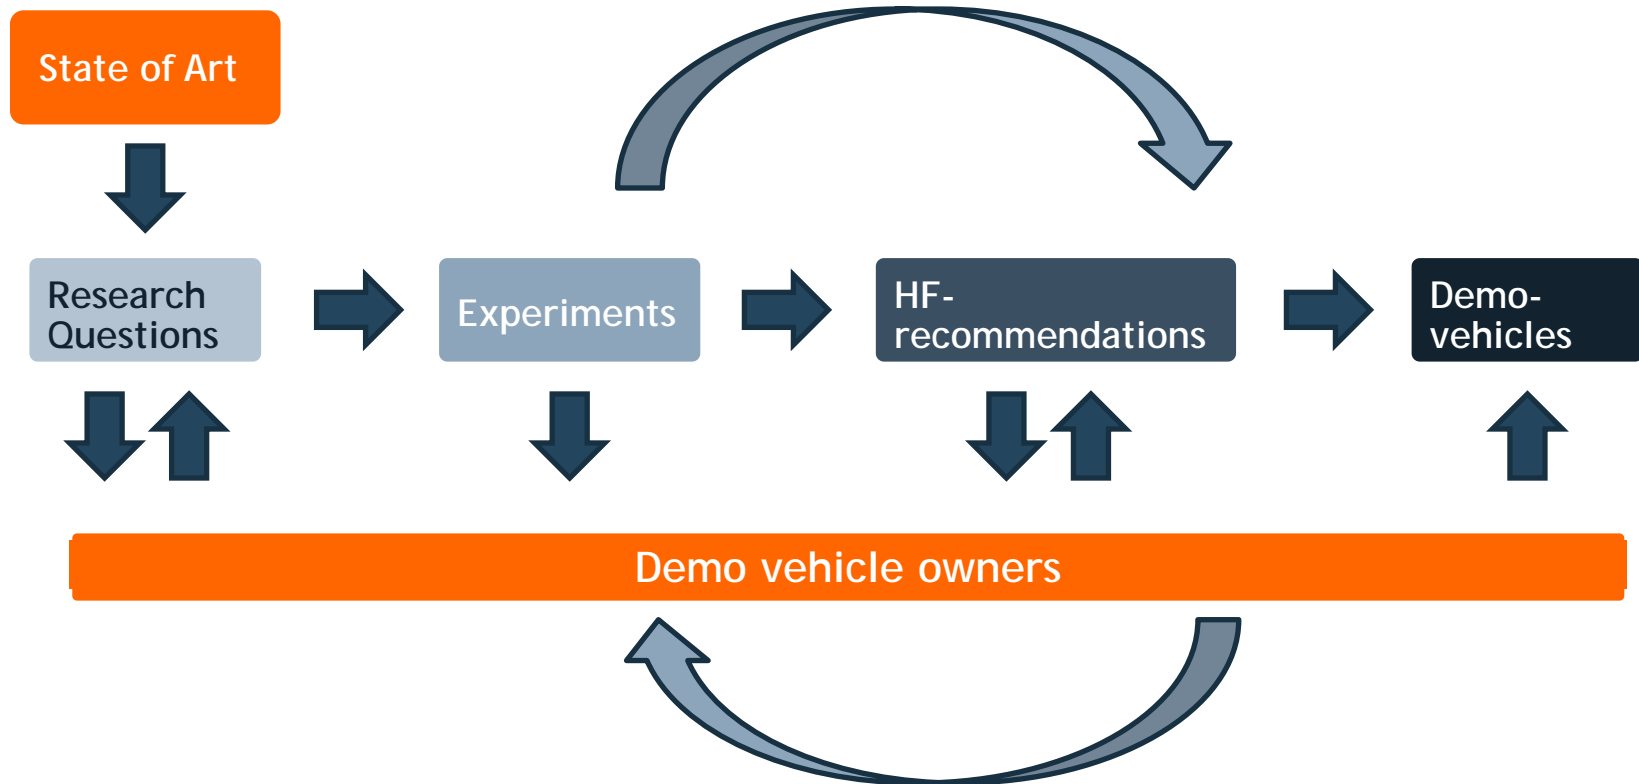 State of Art
Research
Questions
Experiments
HF-
recommendations
Demo-
vehicles
Demo vehicle owners